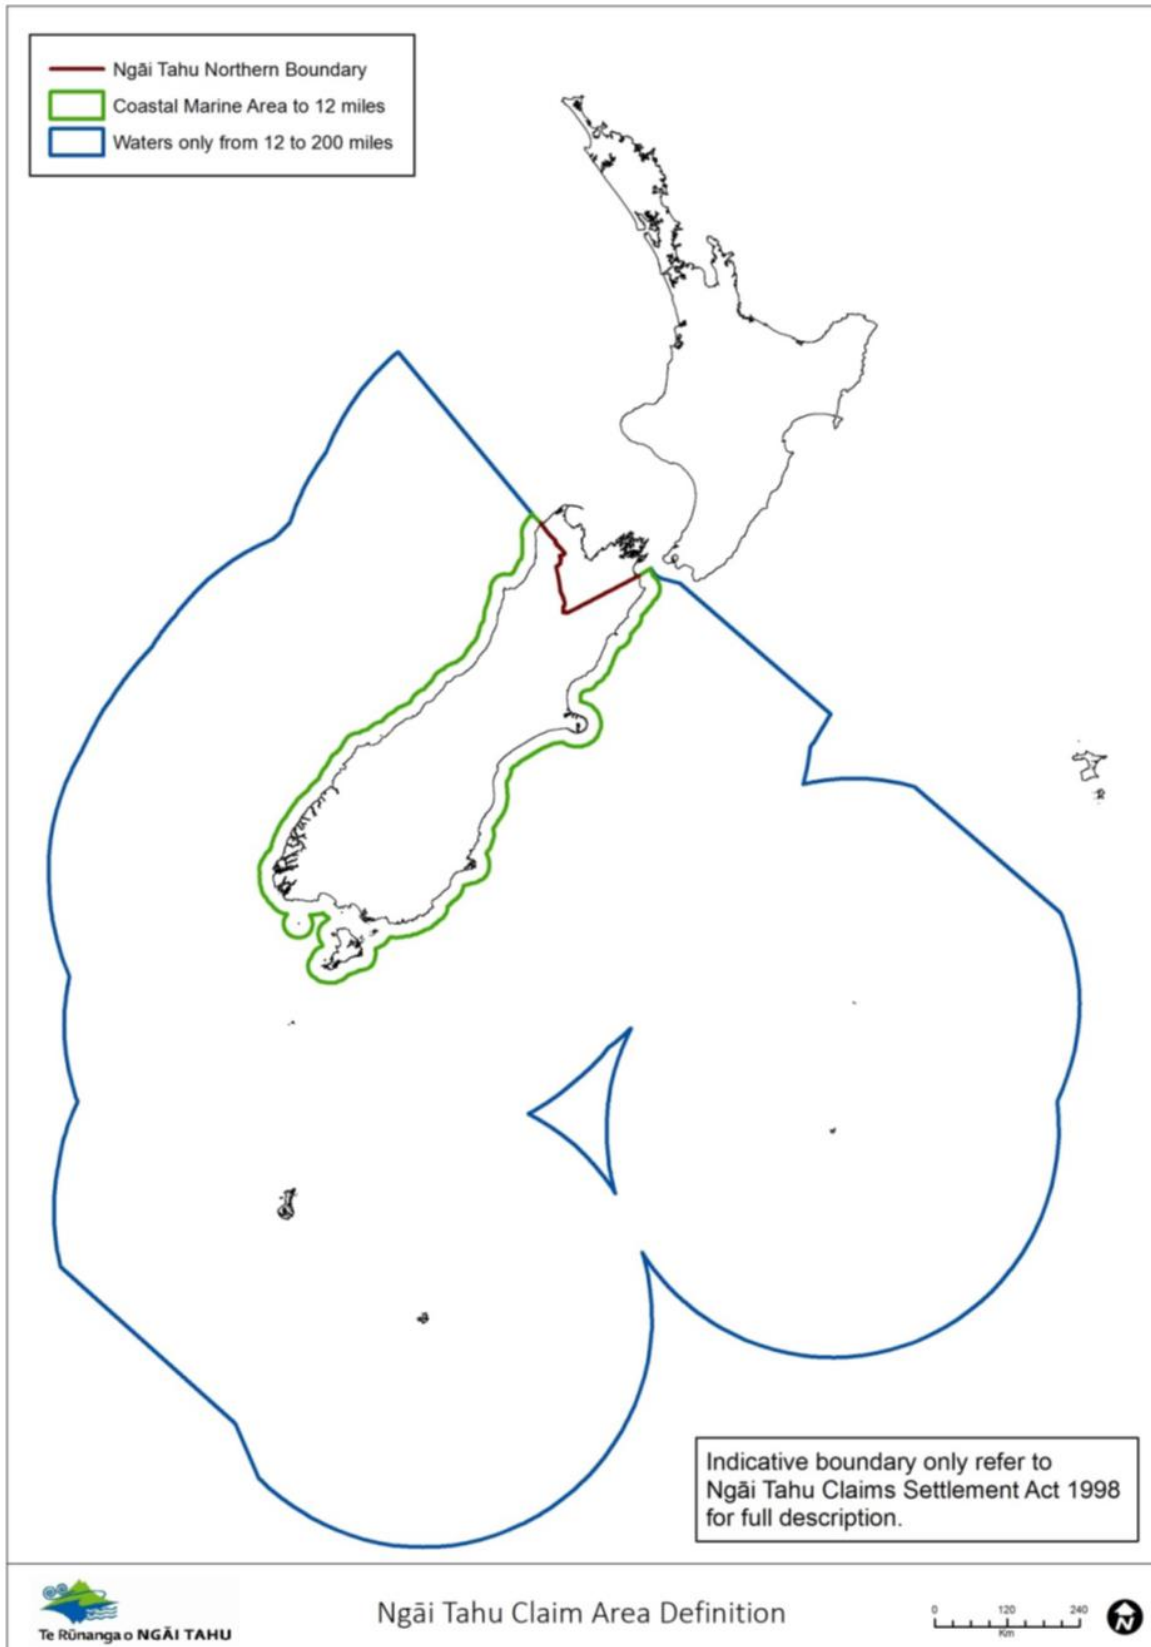 Ngāi Tahu Northern Boundary
Coastal Marine Area to 12 miles
Waters only from 12 to 200 miles
Indicative boundary only refer to
Ngāi Tahu Claims Settlement Act 1998
for full description.
Te Rūnanga o NGĀI TAHU
Ngāi Tahu Claim Area Definition
0 120 240
Km
N